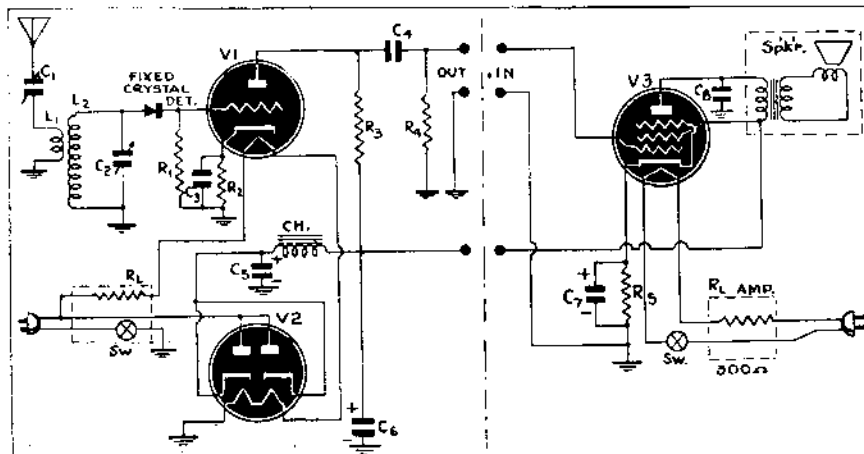 C1
L1
L2
C2
FIXED
CRYSTAL
DET.
V1
R1
C3
R2
R3
C4
R4
OUT
IN
V3
C8
Spkr.
CH.
C5
RL
Sw
V2
C6
C7
R5
Sw.
RL AMP.
300Ω